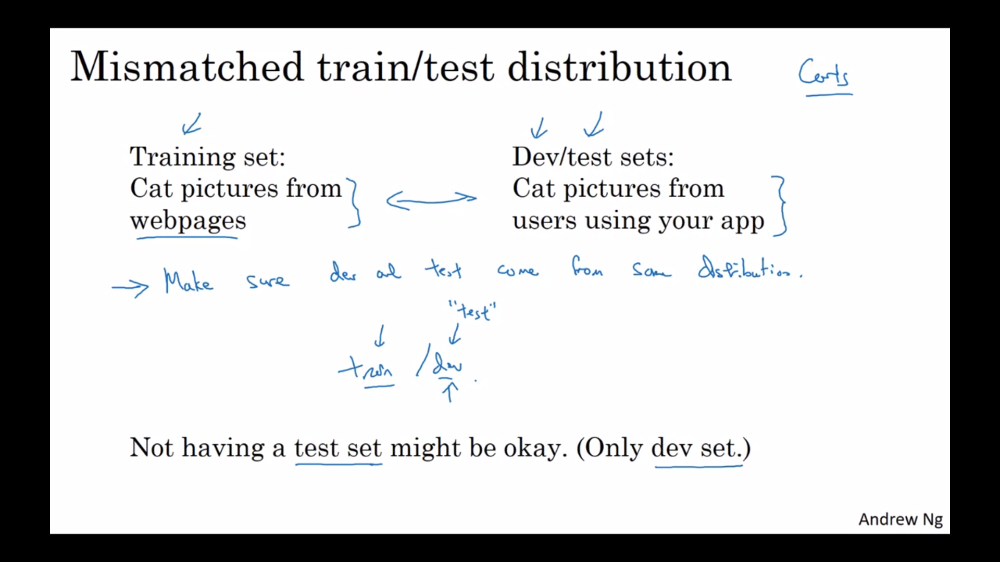 Mismatched train/test distribution
Cats
Training set:
Cat pictures from
webpages
Dev/test sets:
Cat pictures from
users using your app
→ Make sure dev and test come from same distribution.
"test"
train / dev.
Not having a test set might be okay. (Only dev set.)
Andrew Ng